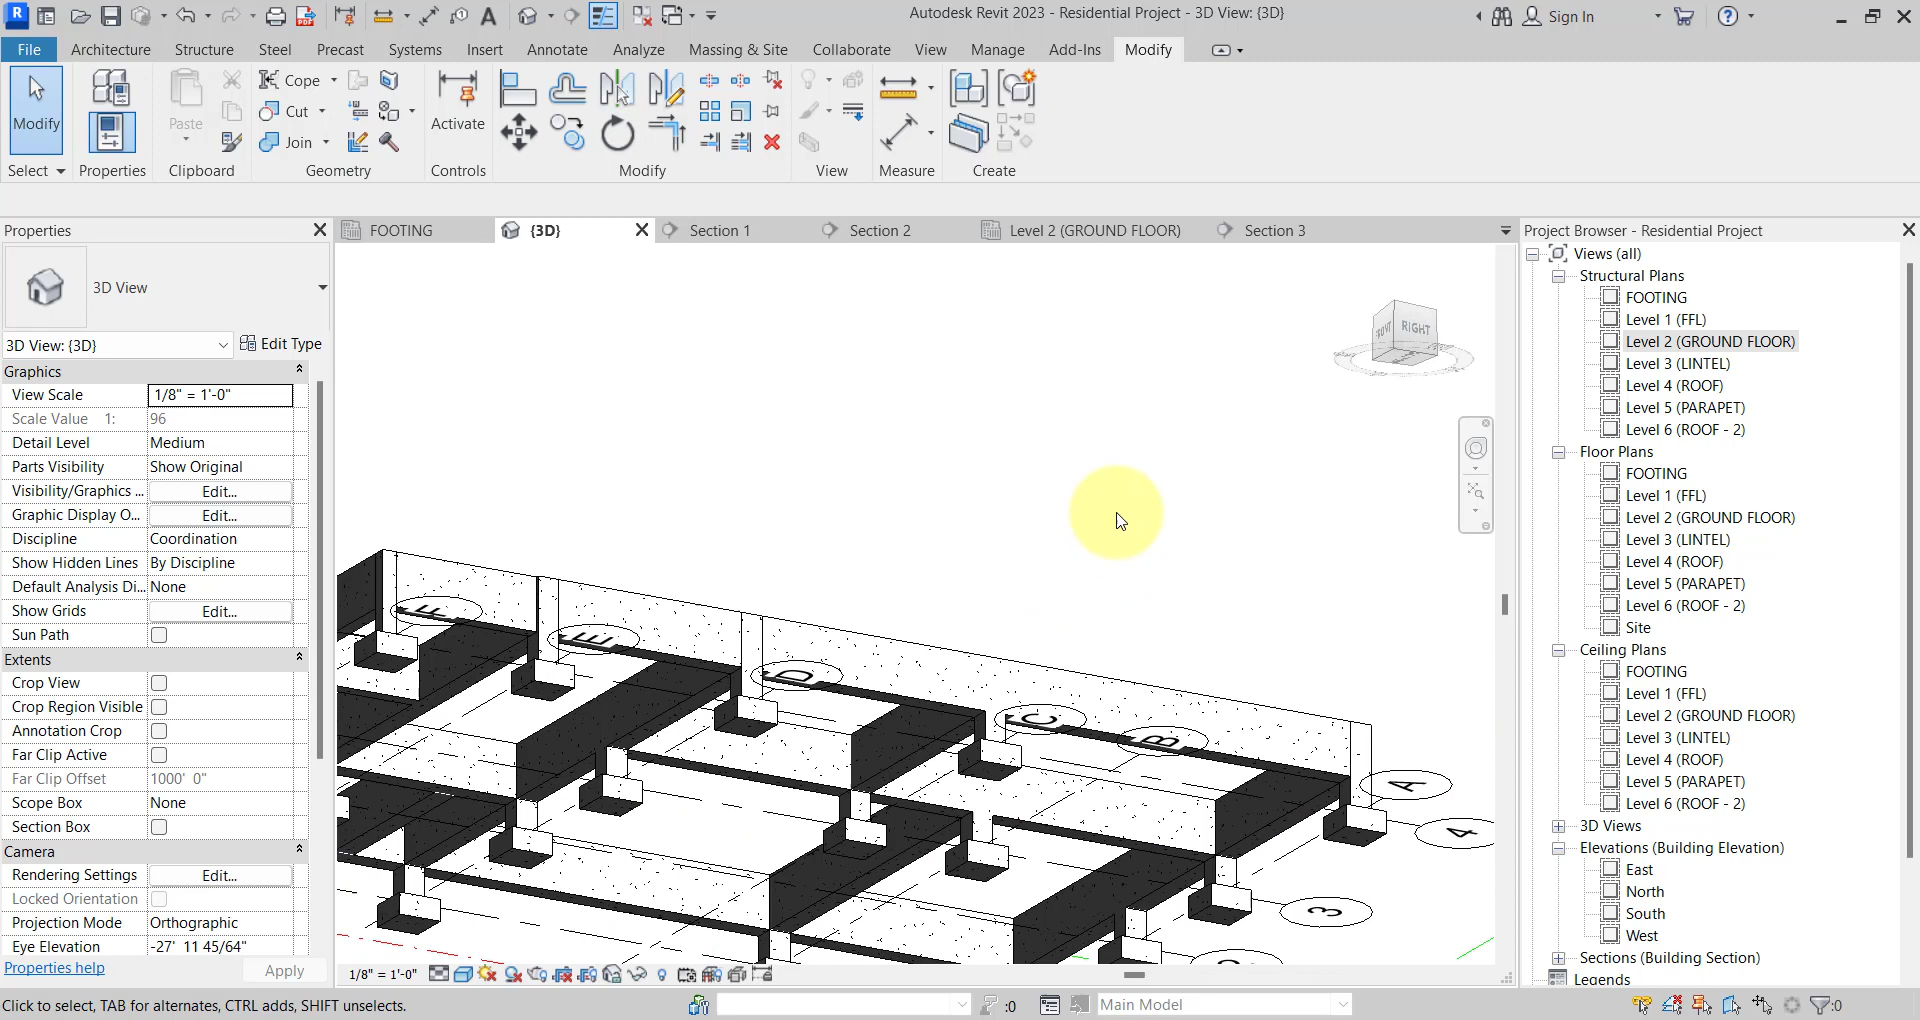 Autodesk Revit 2023 - Residential Project - 3D View: {3D}
Sign In
File Architecture Structure Steel Precast Systems Insert Annotate Analyze Massing & Site Collaborate View Manage Add-Ins Modify
Modify
Paste
Cope
Cut
Join
Activate
Select Properties Clipboard Geometry Controls Modify View Measure Create
Properties
3D View
3D View: {3D}
Edit Type
Graphics
View Scale 1/8" = 1'-0"
Scale Value 1: 96
Detail Level Medium
Parts Visibility Show Original
Visibility/Graphics ... Edit...
Graphic Display O... Edit...
Discipline Coordination
Show Hidden Lines By Discipline
Default Analysis Di... None
Show Grids Edit...
Sun Path
Extents
Crop View
Crop Region Visible
Annotation Crop
Far Clip Active
Far Clip Offset 1000' 0"
Scope Box None
Section Box
Camera
Rendering Settings Edit...
Locked Orientation
Projection Mode Orthographic
Eye Elevation -27' 11 45/64"
Properties help
Apply
FOOTING {3D} Section 1 Section 2 Level 2 (GROUND FLOOR) Section 3
RIGHT
F
E
D
C
B
A
4
3
1/8" = 1'-0"
Project Browser - Residential Project
Views (all)
Structural Plans
FOOTING
Level 1 (FFL)
Level 2 (GROUND FLOOR)
Level 3 (LINTEL)
Level 4 (ROOF)
Level 5 (PARAPET)
Level 6 (ROOF - 2)
Floor Plans
FOOTING
Level 1 (FFL)
Level 2 (GROUND FLOOR)
Level 3 (LINTEL)
Level 4 (ROOF)
Level 5 (PARAPET)
Level 6 (ROOF - 2)
Site
Ceiling Plans
FOOTING
Level 1 (FFL)
Level 2 (GROUND FLOOR)
Level 3 (LINTEL)
Level 4 (ROOF)
Level 5 (PARAPET)
Level 6 (ROOF - 2)
3D Views
Elevations (Building Elevation)
East
North
South
West
Sections (Building Section)
Legends
Click to select, TAB for alternates, CTRL adds, SHIFT unselects.
:0
Main Model
:0